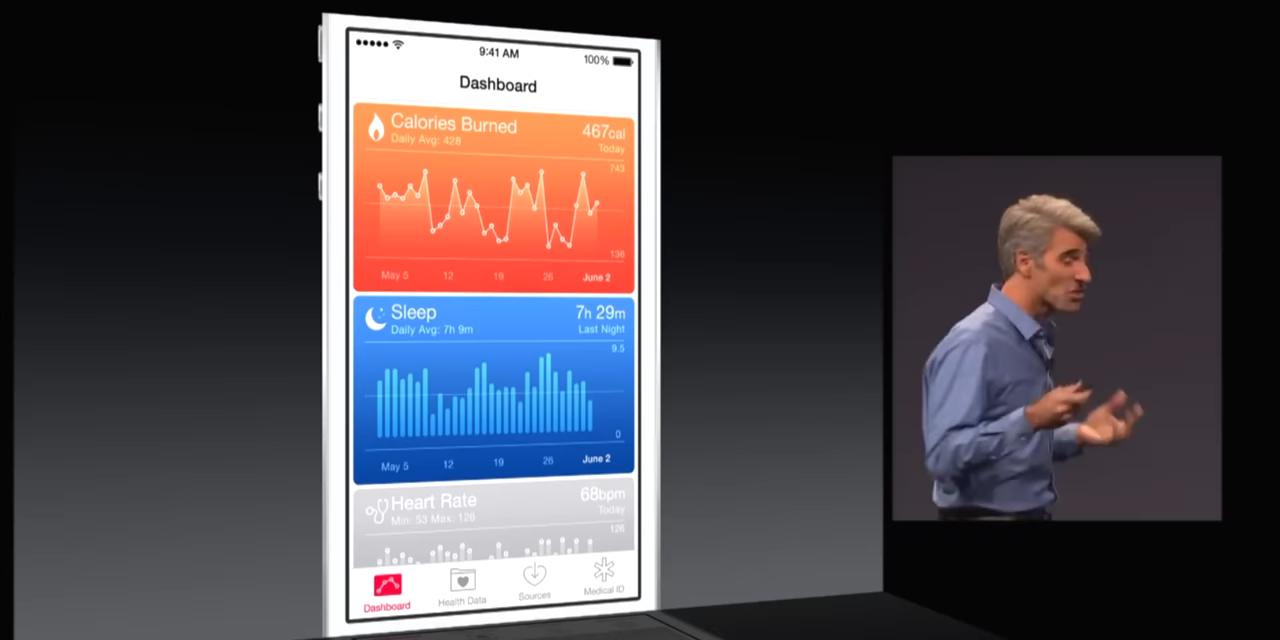 9:41 AM
100%
Dashboard
Calories Burned
467cal
Daily Avg: 428
Today
743
136
May 5 12 19 26 June 2
Sleep
7h 29m
Daily Avg: 7h 9m
Last Night
9.5
0
May 5 12 19 26 June 2
Heart Rate
68bpm
Min: 53 Max: 126
Today
126
Dashboard
Health Data
Sources
Medical ID